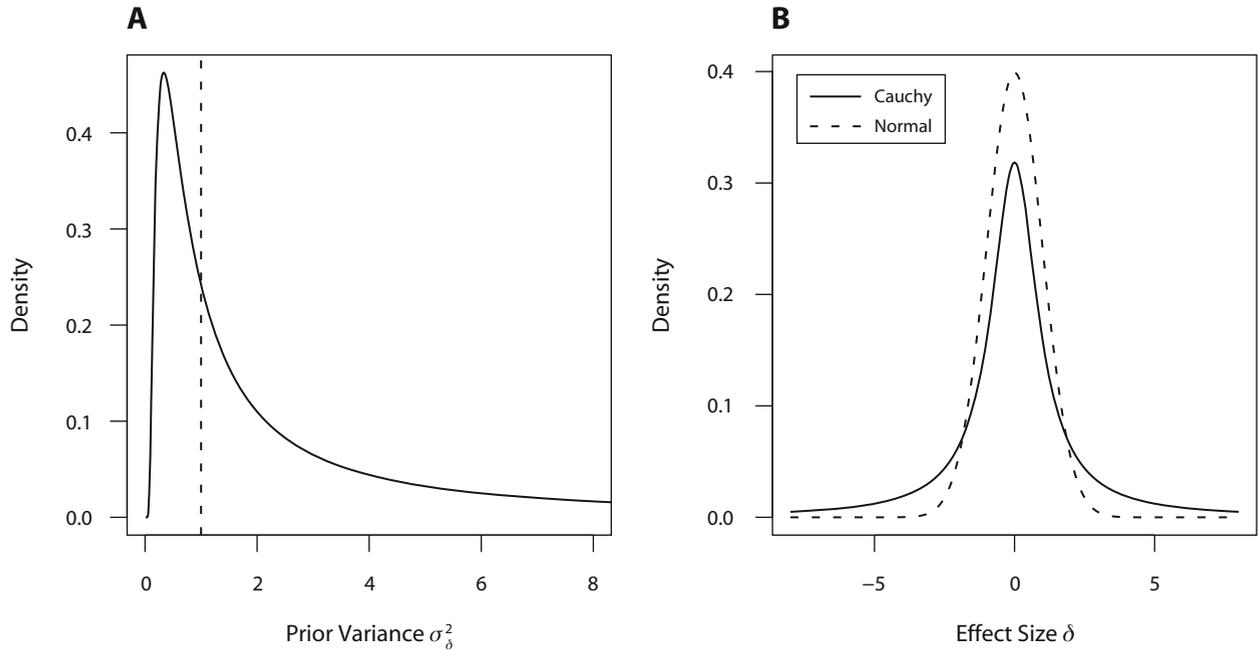 A
Density
0.4
0.3
0.2
0.1
0.0
0 2 4 6 8
Prior Variance σ²_δ
B
Density
0.4
0.3
0.2
0.1
0.0
Cauchy
Normal
−5 0 5
Effect Size δ